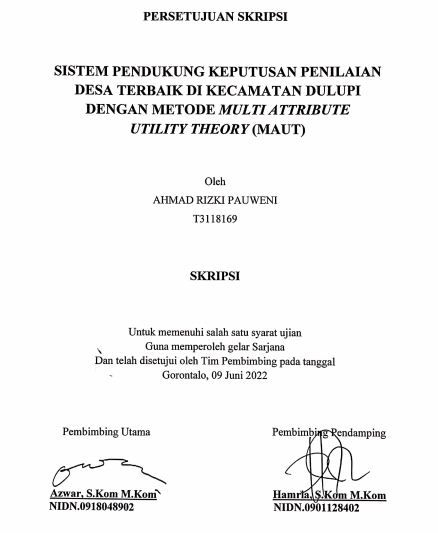 PERSETUJUAN SKRIPSI
SISTEM PENDUKUNG KEPUTUSAN PENILAIAN
DESA TERBAIK DI KECAMATAN DULUPI
DENGAN METODE MULTI ATTRIBUTE
UTILITY THEORY (MAUT)
Oleh
AHMAD RIZKI PAUWENI
T3118169
SKRIPSI
Untuk memenuhi salah satu syarat ujian
Guna memperoleh gelar Sarjana
Dan telah disetujui oleh Tim Pembimbing pada tanggal
Gorontalo, 09 Juni 2022
Pembimbing Utama
Pembimbing Pendamping
Azwar, S.Kom M.Kom
Hamria, S.Kom M.Kom
NIDN.0918048902
NIDN.0901128402